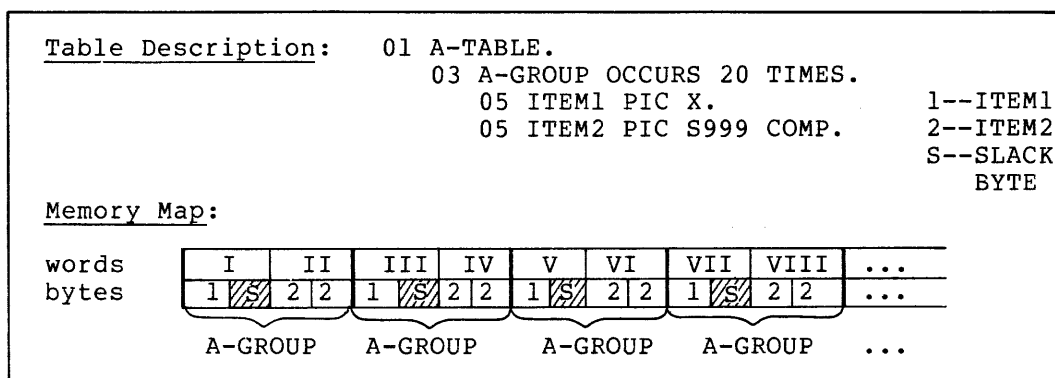 Table Description: 01 A-TABLE.
03 A-GROUP OCCURS 20 TIMES.
05 ITEM1 PIC X. 1--ITEM1
05 ITEM2 PIC S999 COMP. 2--ITEM2
S--SLACK
BYTE
Memory Map:
words I II III IV V VI VII VIII ...
bytes 1 S 2 2 1 S 2 2 1 S 2 2 1 S 2 2 ...
A-GROUP A-GROUP A-GROUP A-GROUP ...